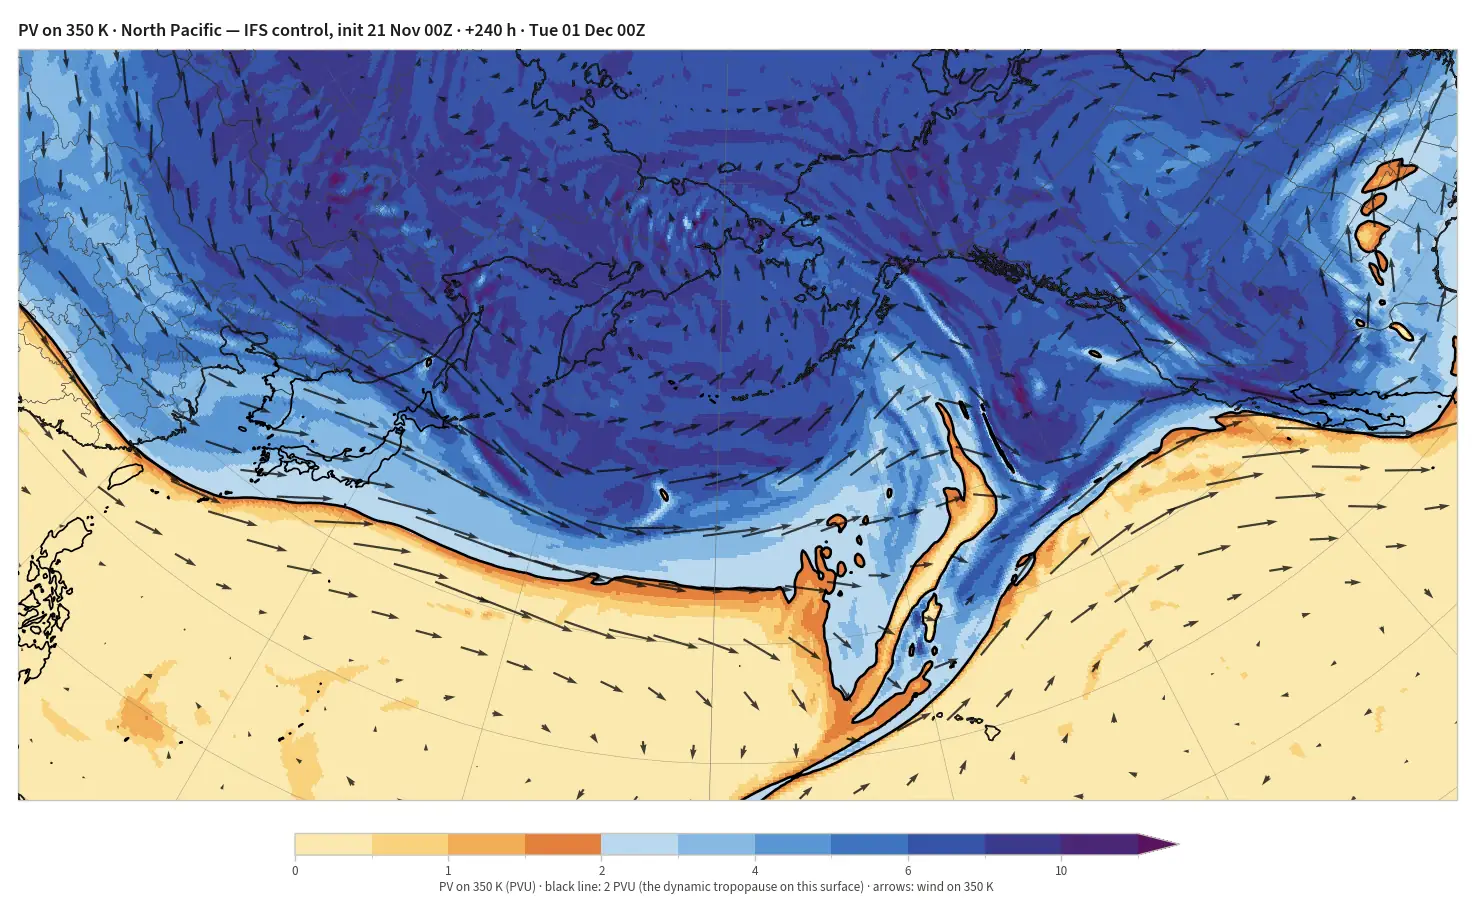 PV on 350 K · North Pacific — IFS control, init 21 Nov 00Z · +240 h · Tue 01 Dec 00Z
0 1 2 4 6 10
PV on 350 K (PVU) · black line: 2 PVU (the dynamic tropopause on this surface) · arrows: wind on 350 K